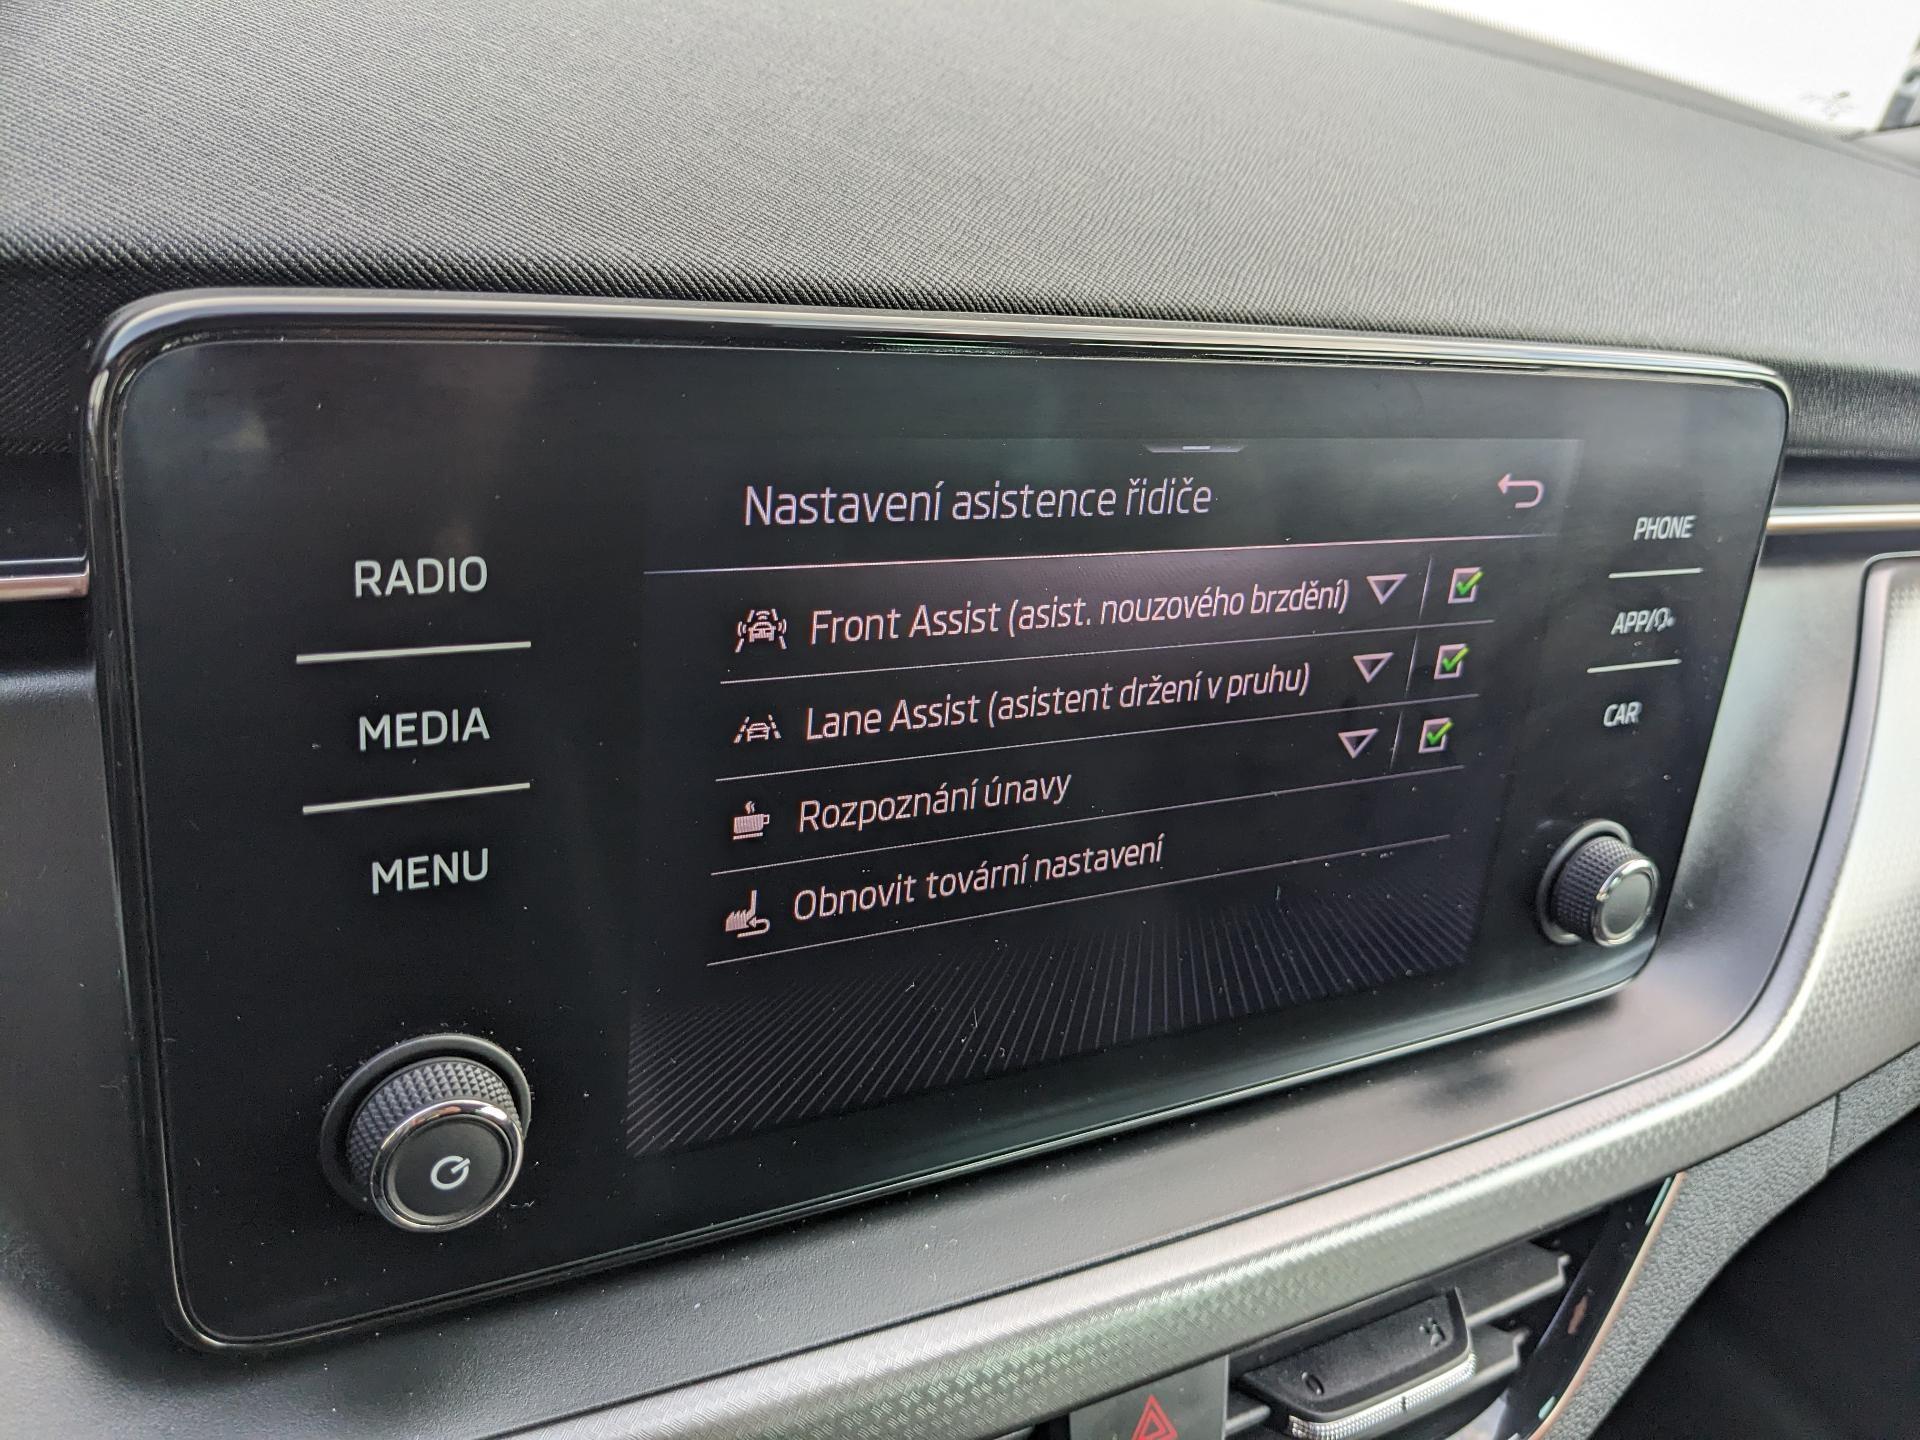 RADIO
MEDIA
MENU
Nastavení asistence řidiče
Front Assist (asist. nouzového brzdění)
Lane Assist (asistent držení v pruhu)
Rozpoznání únavy
Obnovit tovární nastavení
PHONE
APP/
CAR
0